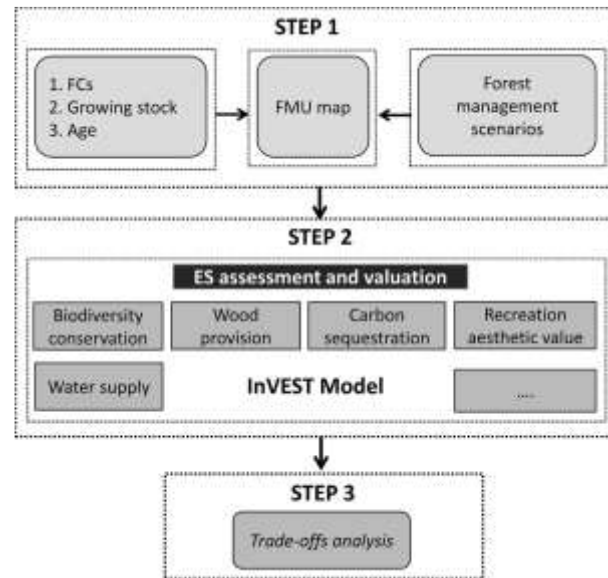 STEP 1
1. FCs
2. Growing stock
3. Age
FMU map
Forest
management
scenarios
STEP 2
ES assessment and valuation
Biodiversity
conservation
Wood
provision
Carbon
sequestration
Recreation
aesthetic value
Water supply
InVEST Model
....
STEP 3
Trade-offs analysis